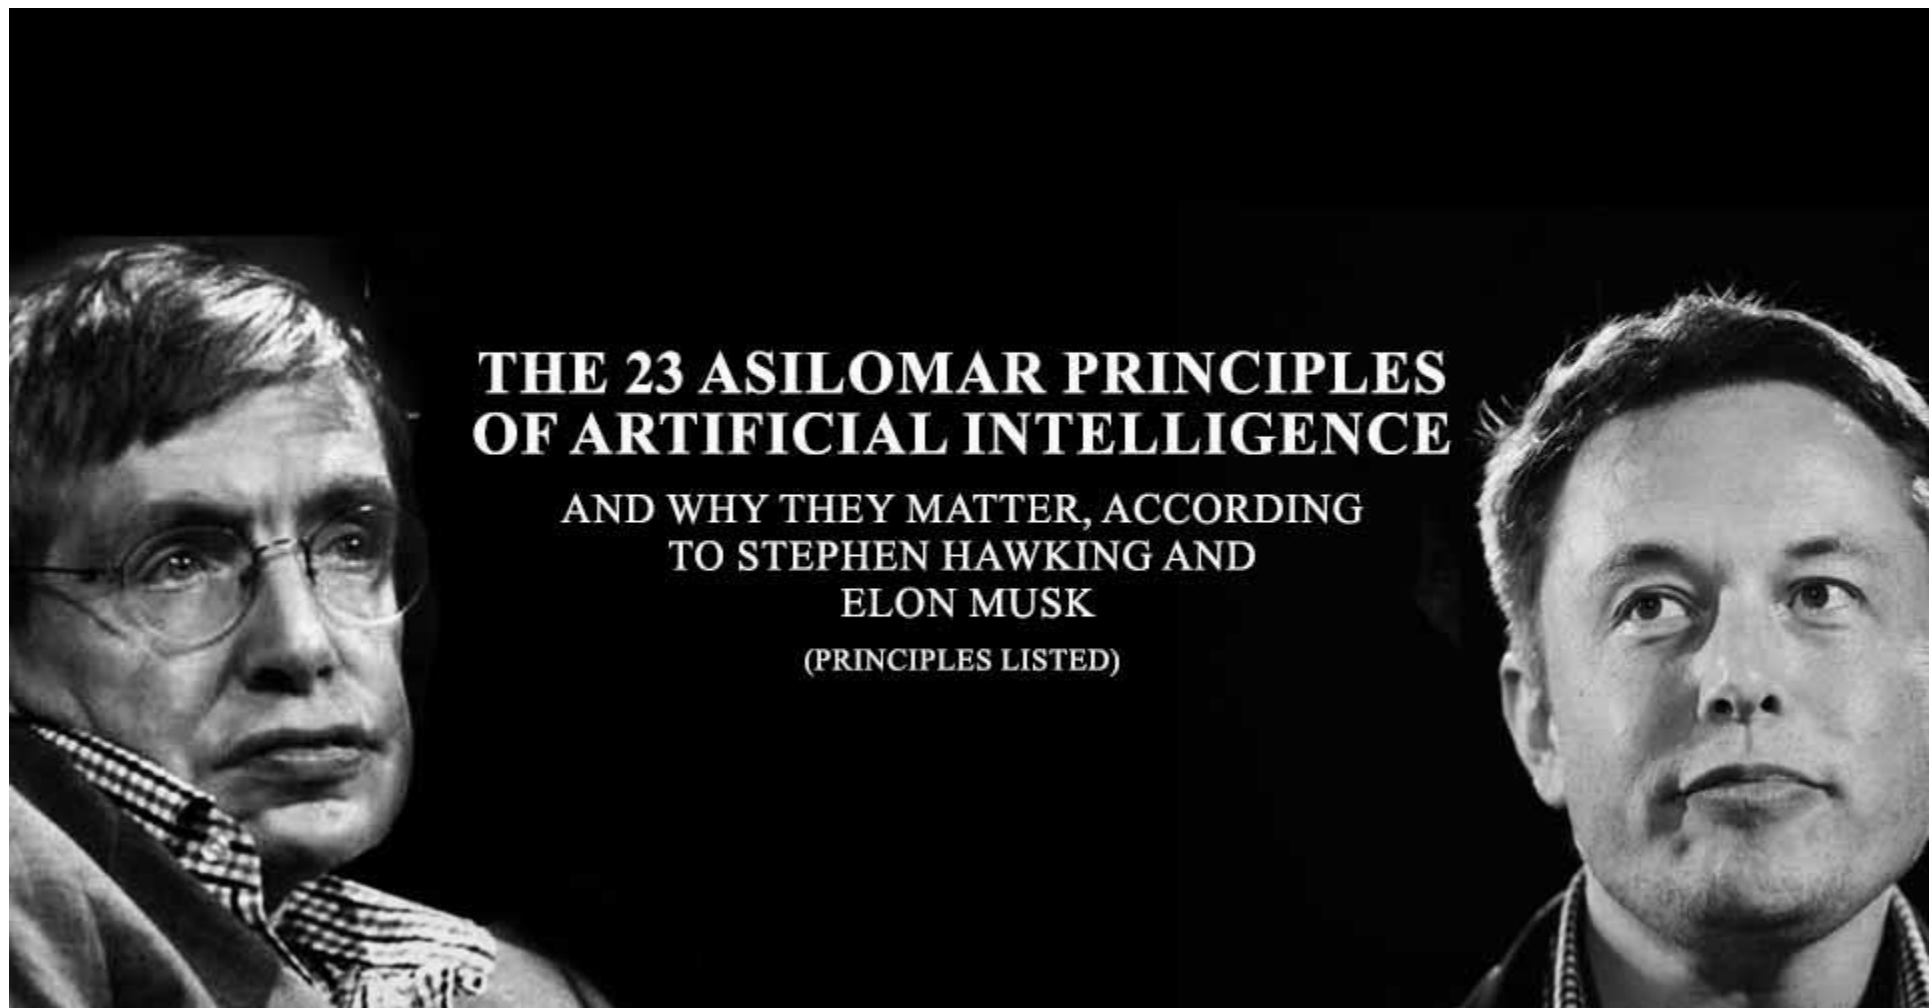 THE 23 ASILOMAR PRINCIPLES
OF ARTIFICIAL INTELLIGENCE
AND WHY THEY MATTER, ACCORDING
TO STEPHEN HAWKING AND
ELON MUSK
(PRINCIPLES LISTED)